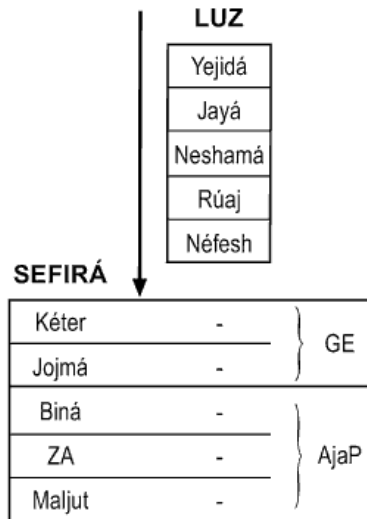 LUZ
Yejidá
Jayá
Neshamá
Rúaj
Néfesh
SEFIRÁ
Kéter -
Jojmá -
GE
Biná -
ZA -
Maljut -
AjaP